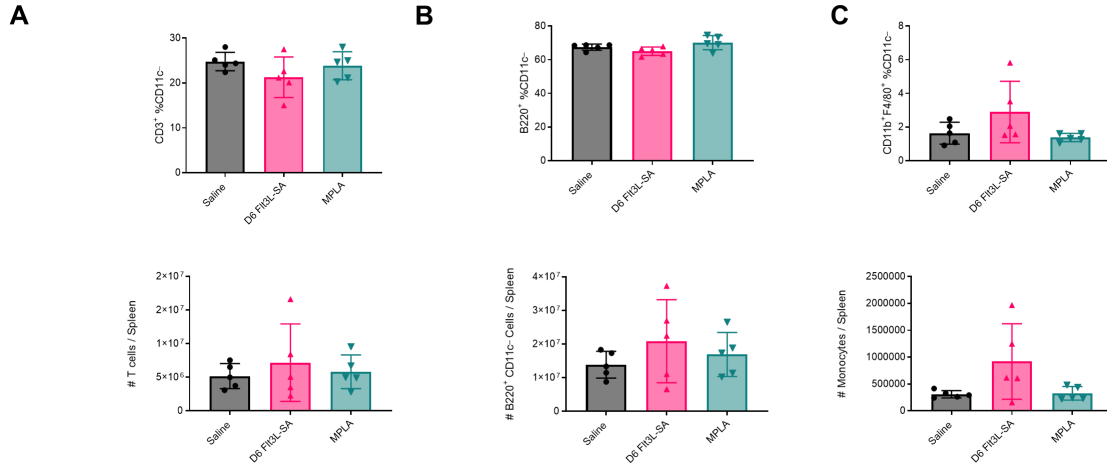 A
B
C
CD3⁺ %CD11c–
30
20
10
0
Saline
D6 Flt3L-SA
MPLA
B220⁺ %CD11c–
80
60
40
20
0
Saline
D6 Flt3L-SA
MPLA
CD11b⁺F4/80⁺ %CD11c–
8
6
4
2
0
Saline
D6 Flt3L-SA
MPLA
# T cells / Spleen
2×10⁷
2×10⁷
1×10⁷
5×10⁶
0
Saline
D6 Flt3L-SA
MPLA
# B220⁺ CD11c– Cells / Spleen
4×10⁷
3×10⁷
2×10⁷
1×10⁷
0
Saline
D6 Flt3L-SA
MPLA
# Monocytes / Spleen
2500000
2000000
1500000
1000000
500000
0
Saline
D6 Flt3L-SA
MPLA